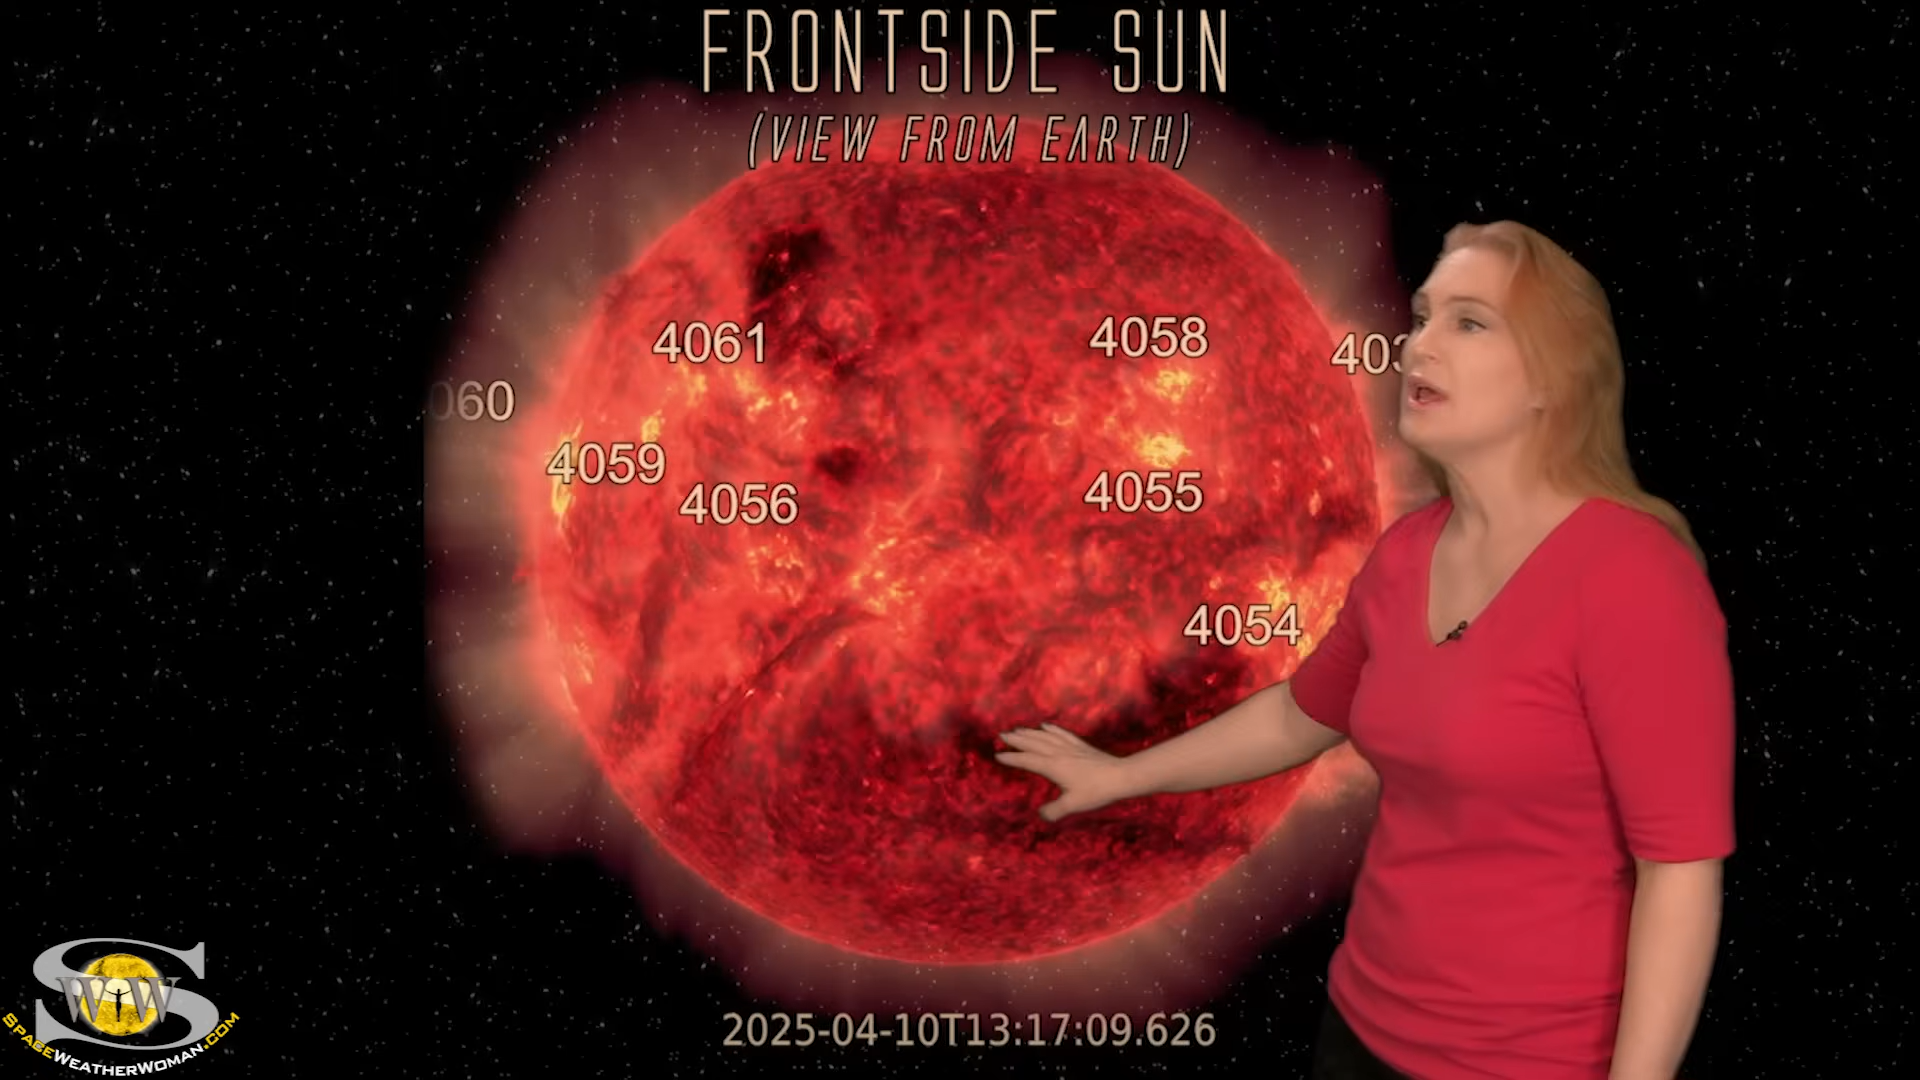 FRONTSIDE SUN
(VIEW FROM EARTH)
4061
4058
4059
4056
4055
4054
2025-04-10T13:17:09.626
SWW
SPACEWEATHERWOMAN.COM